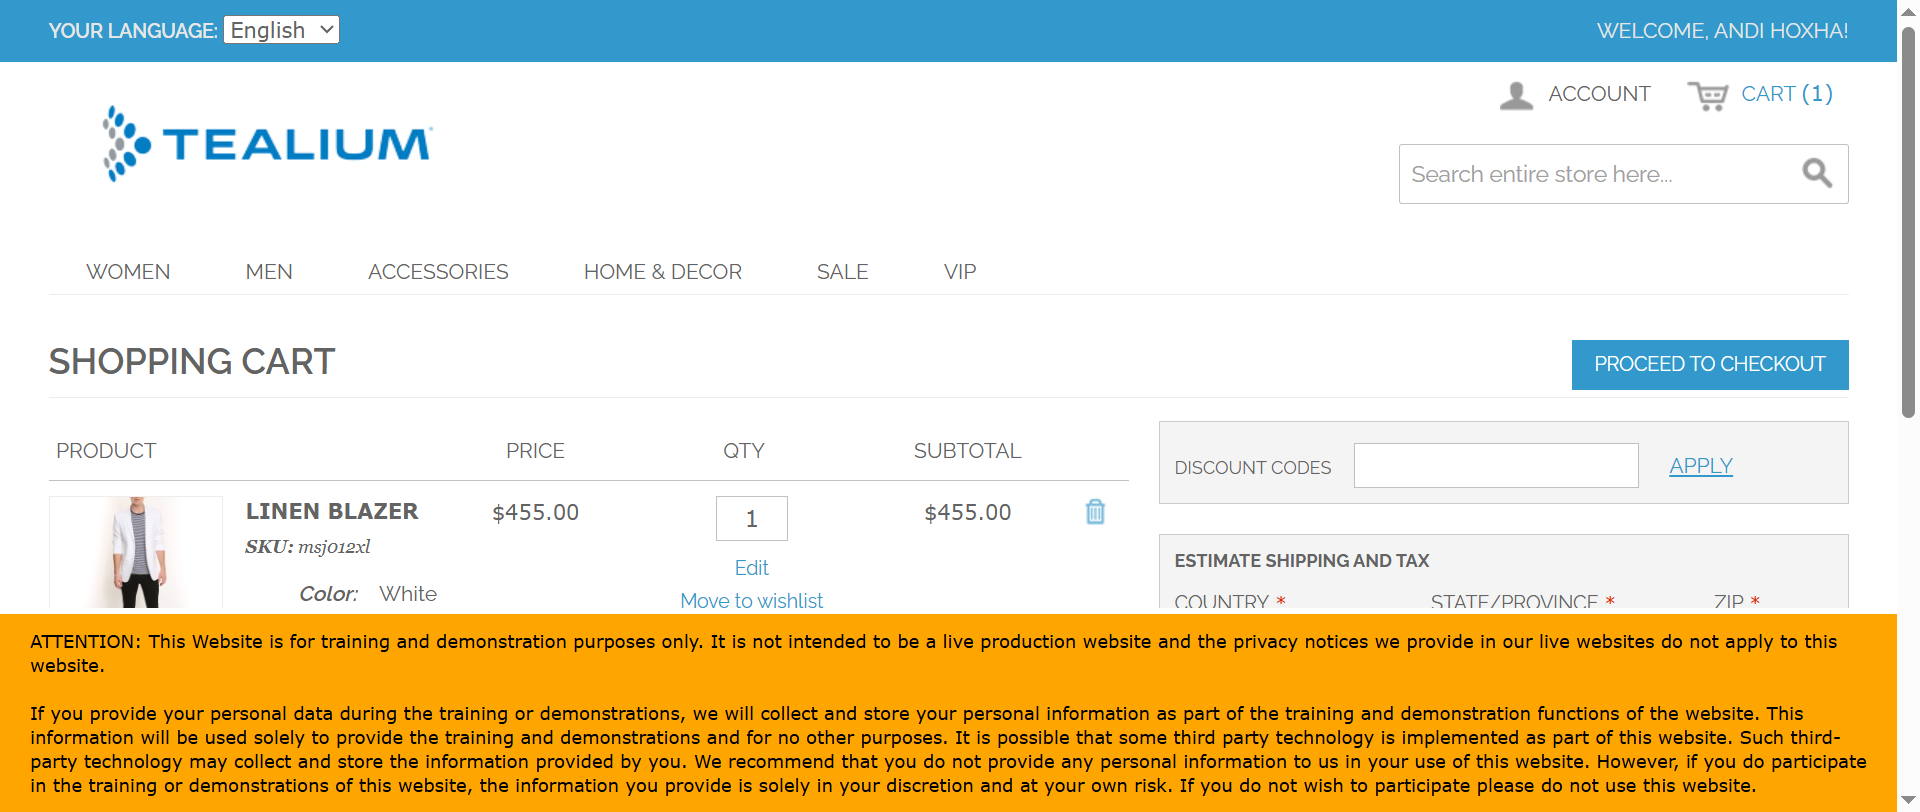 YOUR LANGUAGE: English
WELCOME, ANDI HOXHA!
TEALIUM
ACCOUNT
CART (1)
Search entire store here...
WOMEN MEN ACCESSORIES HOME & DECOR SALE VIP
SHOPPING CART
PROCEED TO CHECKOUT
PRODUCT PRICE QTY SUBTOTAL
LINEN BLAZER $455.00 1 $455.00
SKU: msj012xl
Color: White
Edit
Move to wishlist
DISCOUNT CODES APPLY
ESTIMATE SHIPPING AND TAX
COUNTRY * STATE/PROVINCE * ZIP *
ATTENTION: This Website is for training and demonstration purposes only. It is not intended to be a live production website and the privacy notices we provide in our live websites do not apply to this
website.
If you provide your personal data during the training or demonstrations, we will collect and store your personal information as part of the training and demonstration functions of the website. This
information will be used solely to provide the training and demonstrations and for no other purposes. It is possible that some third party technology is implemented as part of this website. Such third-
party technology may collect and store the information provided by you. We recommend that you do not provide any personal information to us in your use of this website. However, if you do participate
in the training or demonstrations of this website, the information you provide is solely in your discretion and at your own risk. If you do not wish to participate please do not use this website.